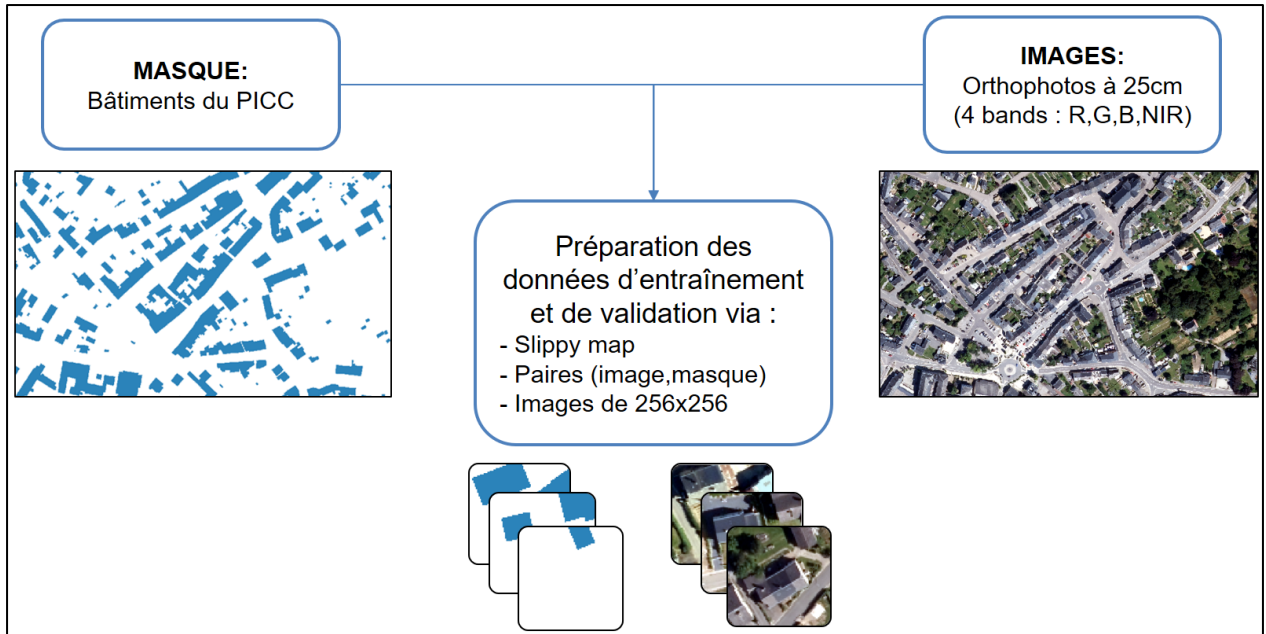 MASQUE:
Bâtiments du PICC
IMAGES:
Orthophotos à 25cm
(4 bands : R,G,B,NIR)
Préparation des
données d’entraînement
et de validation via :
- Slippy map
- Paires (image,masque)
- Images de 256x256